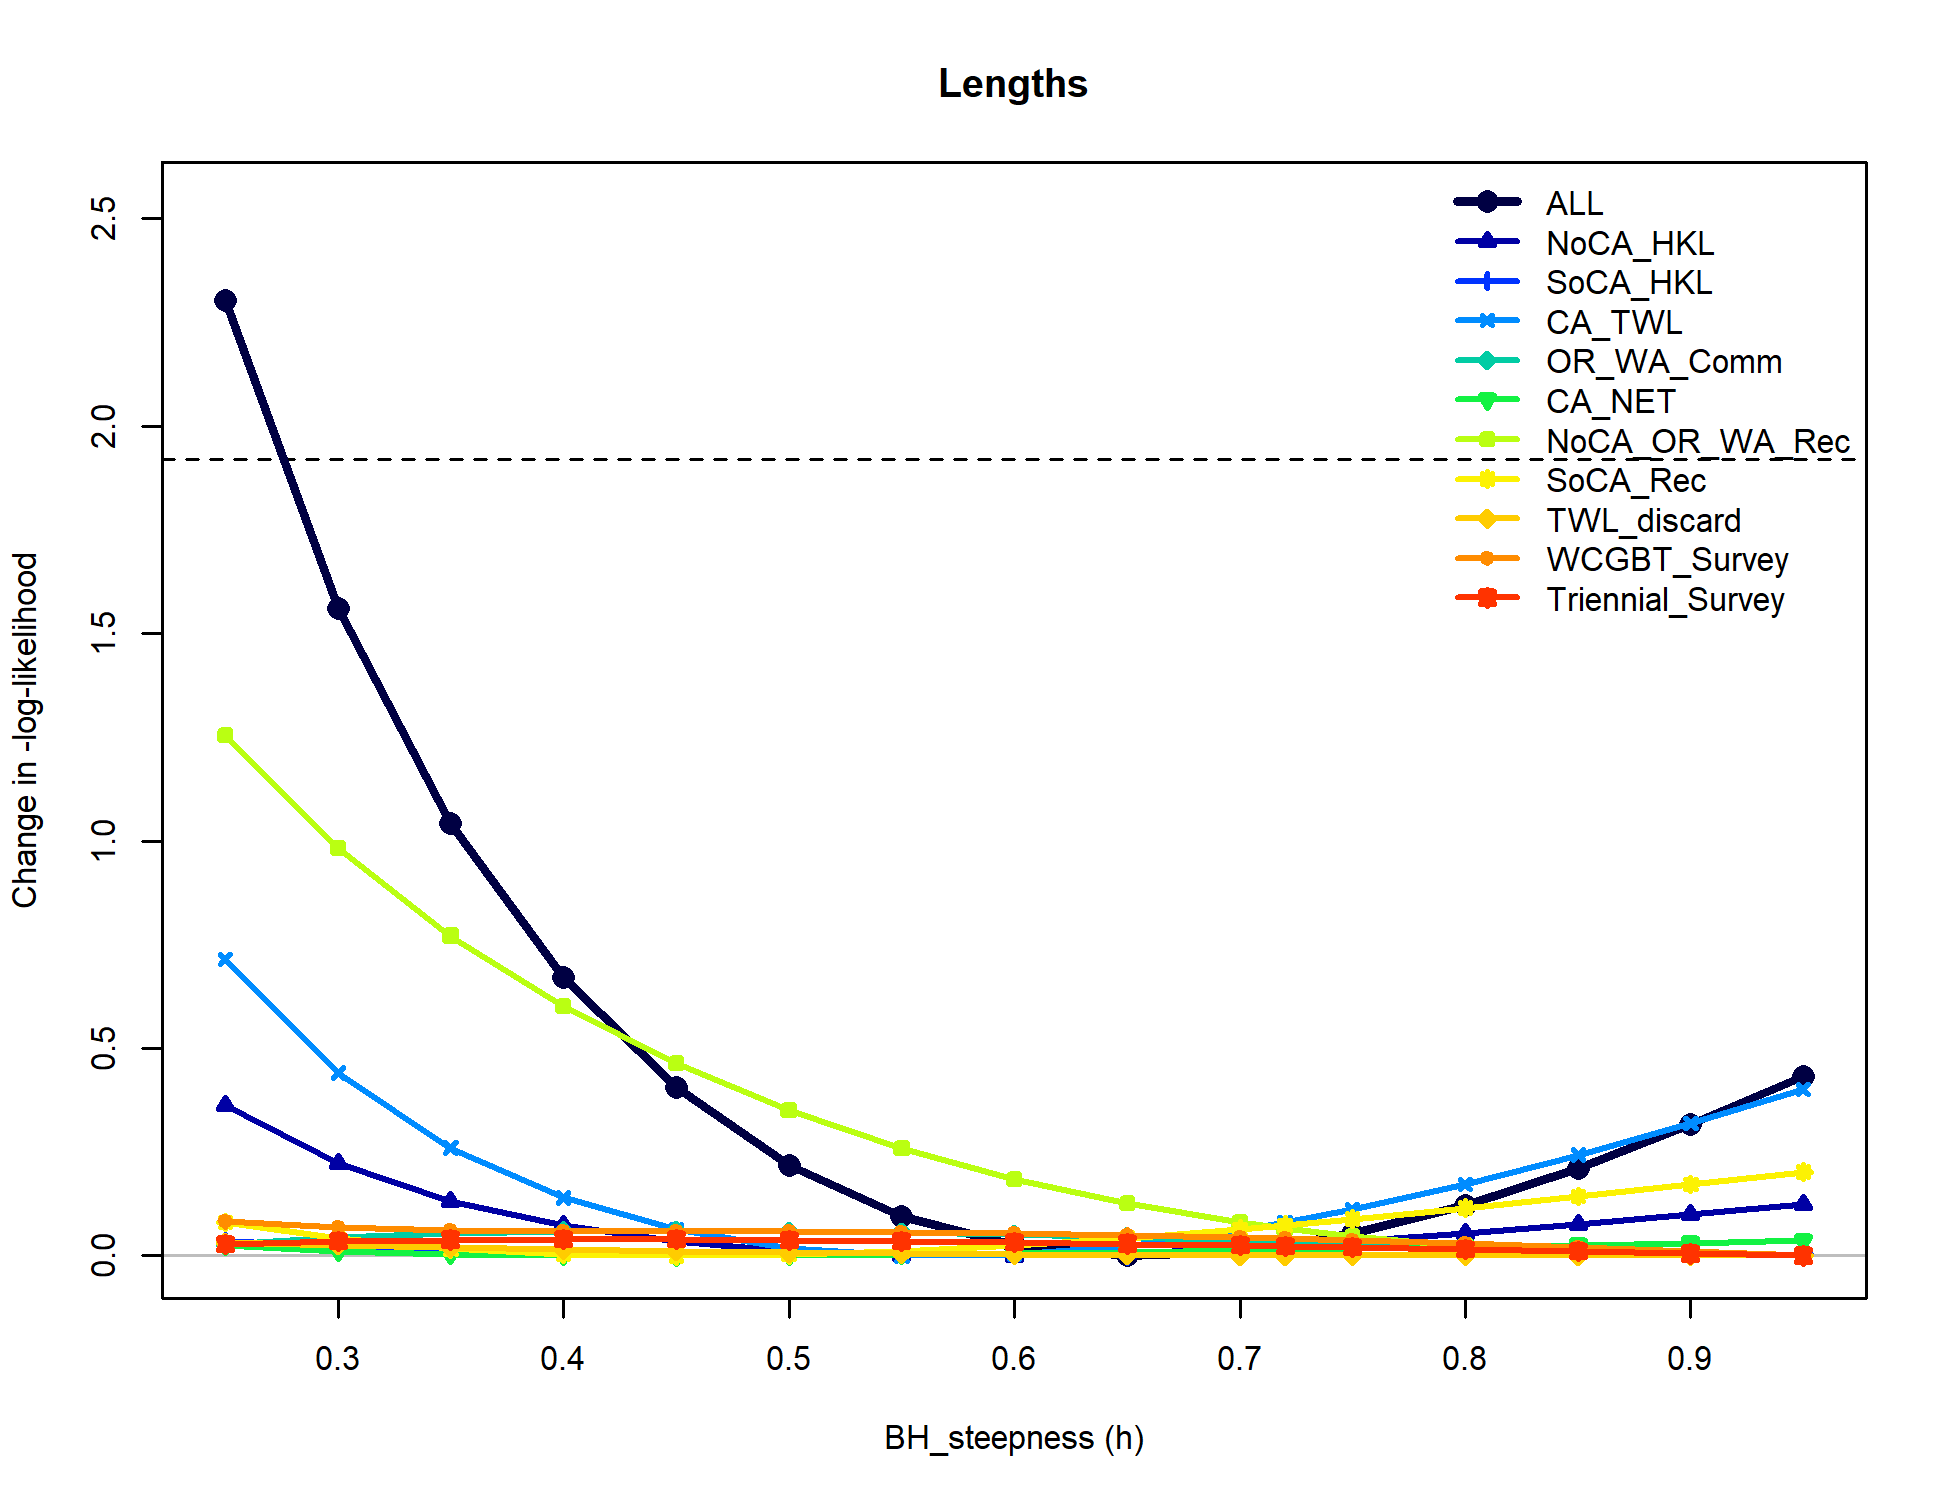 Lengths
Change in -log-likelihood
2.5
2.0
1.5
1.0
0.5
0.0
ALL
NoCA_HKL
SoCA_HKL
CA_TWL
OR_WA_Comm
CA_NET
NoCA_OR_WA_Rec
SoCA_Rec
TWL_discard
WCGBT_Survey
Triennial_Survey
0.3 0.4 0.5 0.6 0.7 0.8 0.9
BH_steepness (h)